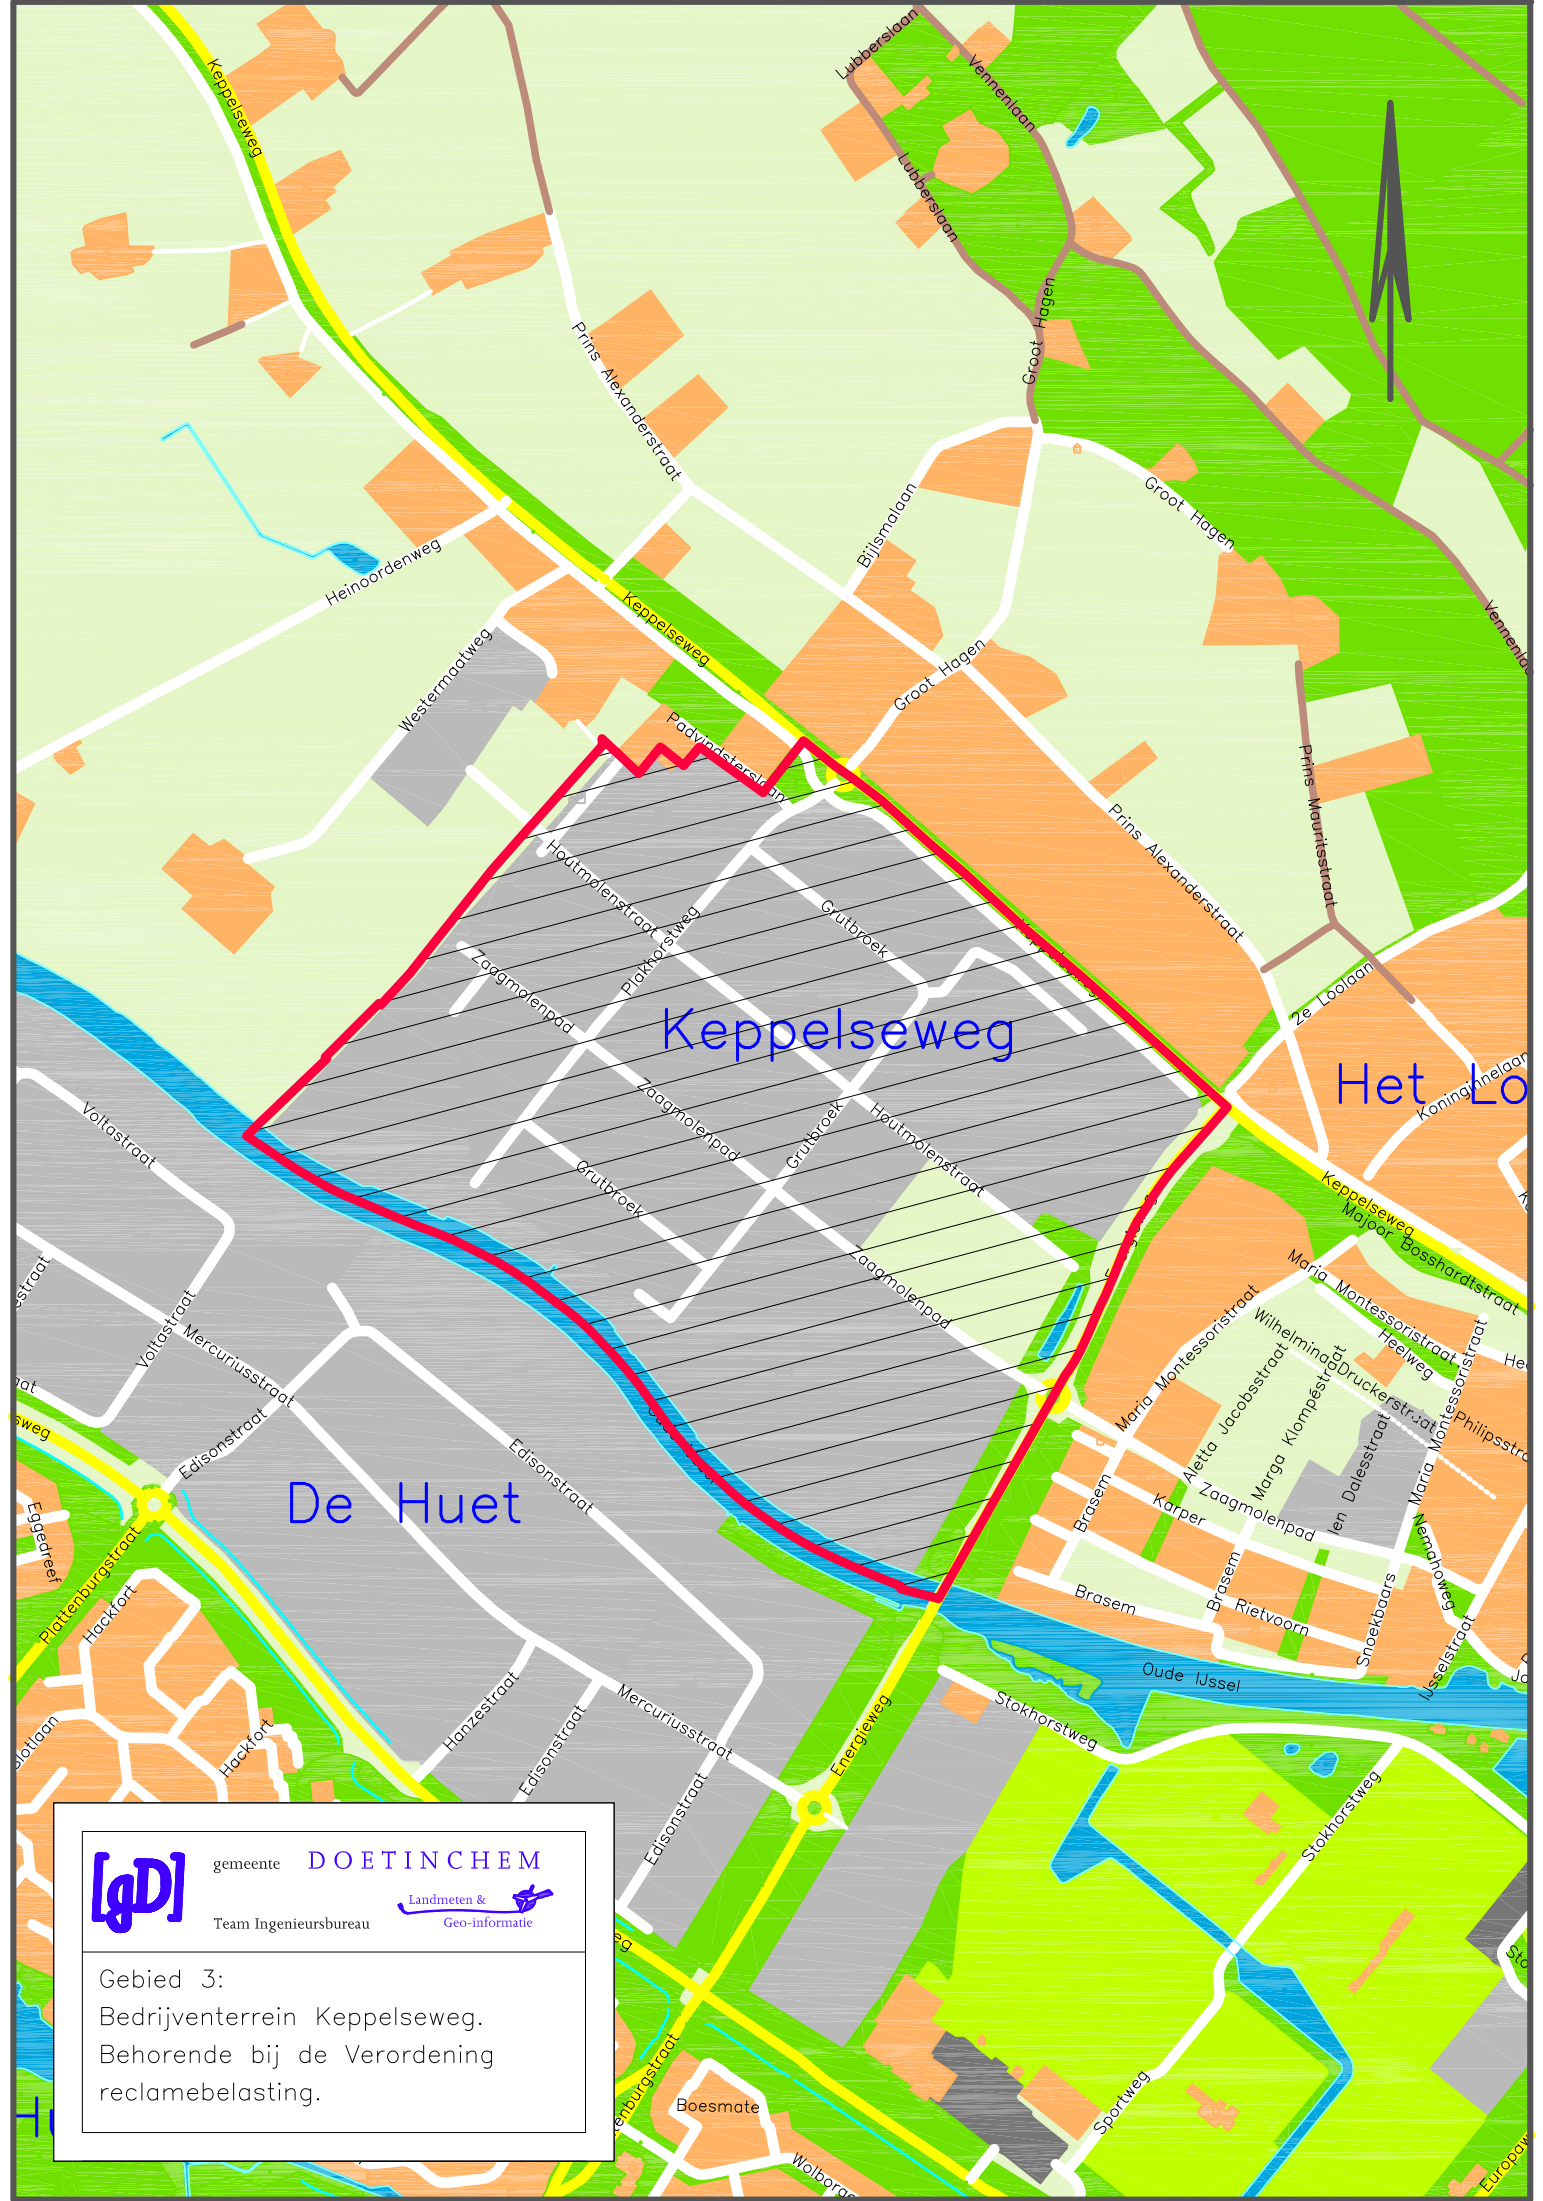 Lubberslaan
Vennenlaan
Keppelseweg
Lubberslaan
Groot Hagen
Prins Alexanderstraat
Bijlsmalaan
Groot Hagen
Heinoordenweg
Keppelseweg
Westermaatweg
Groot Hagen
Padvinderslaan
Prins Mauritsstraat
Prins Alexanderstraat
Houtmolenstraat
Plakhorstweg
Grutbroek
Zaagmolenpad
Keppelseweg
2e Loolaan
Het Lo
Koninginnelaan
Voltastraat
Zaagmolenpad
Grutbroek
Houtmolenstraat
Grutbroek
Keppelseweg
Majoor Bosshardtstraat
Zaagmolenpad
Maria Montessoristraat
Maria Montessoristraat
Voltastraat
Mercuriusstraat
Wilhelmina Druckerstraat
Heelweg
Aletta Jacobsstraat
Marga Klompéstraat
Maria Montessoristraat
Philipsstra
Edisonstraat
Edisonstraat
De Huet
Zaagmolenpad
Karper
Brasem
len Dalesstraat
Nemahoweg
Eggedreef
Plattenburgstraat
Hackfort
Brasem
Brasem
Rietvoorn
Snoekbaars
IJsselstraat
Oude IJssel
Stokhorstweg
Hanzestraat
Mercuriusstraat
Energieweg
Edisonstraat
Edisonstraat
Hackfort
Stokhorstweg
gD
gemeente DOETINCHEM
Landmeten &
Geo-informatie
Team Ingenieursbureau
Gebied 3:
Bedrijventerrein Keppelseweg.
Behorende bij de Verordening
reclamebelasting.
Boesmate
Sportweg